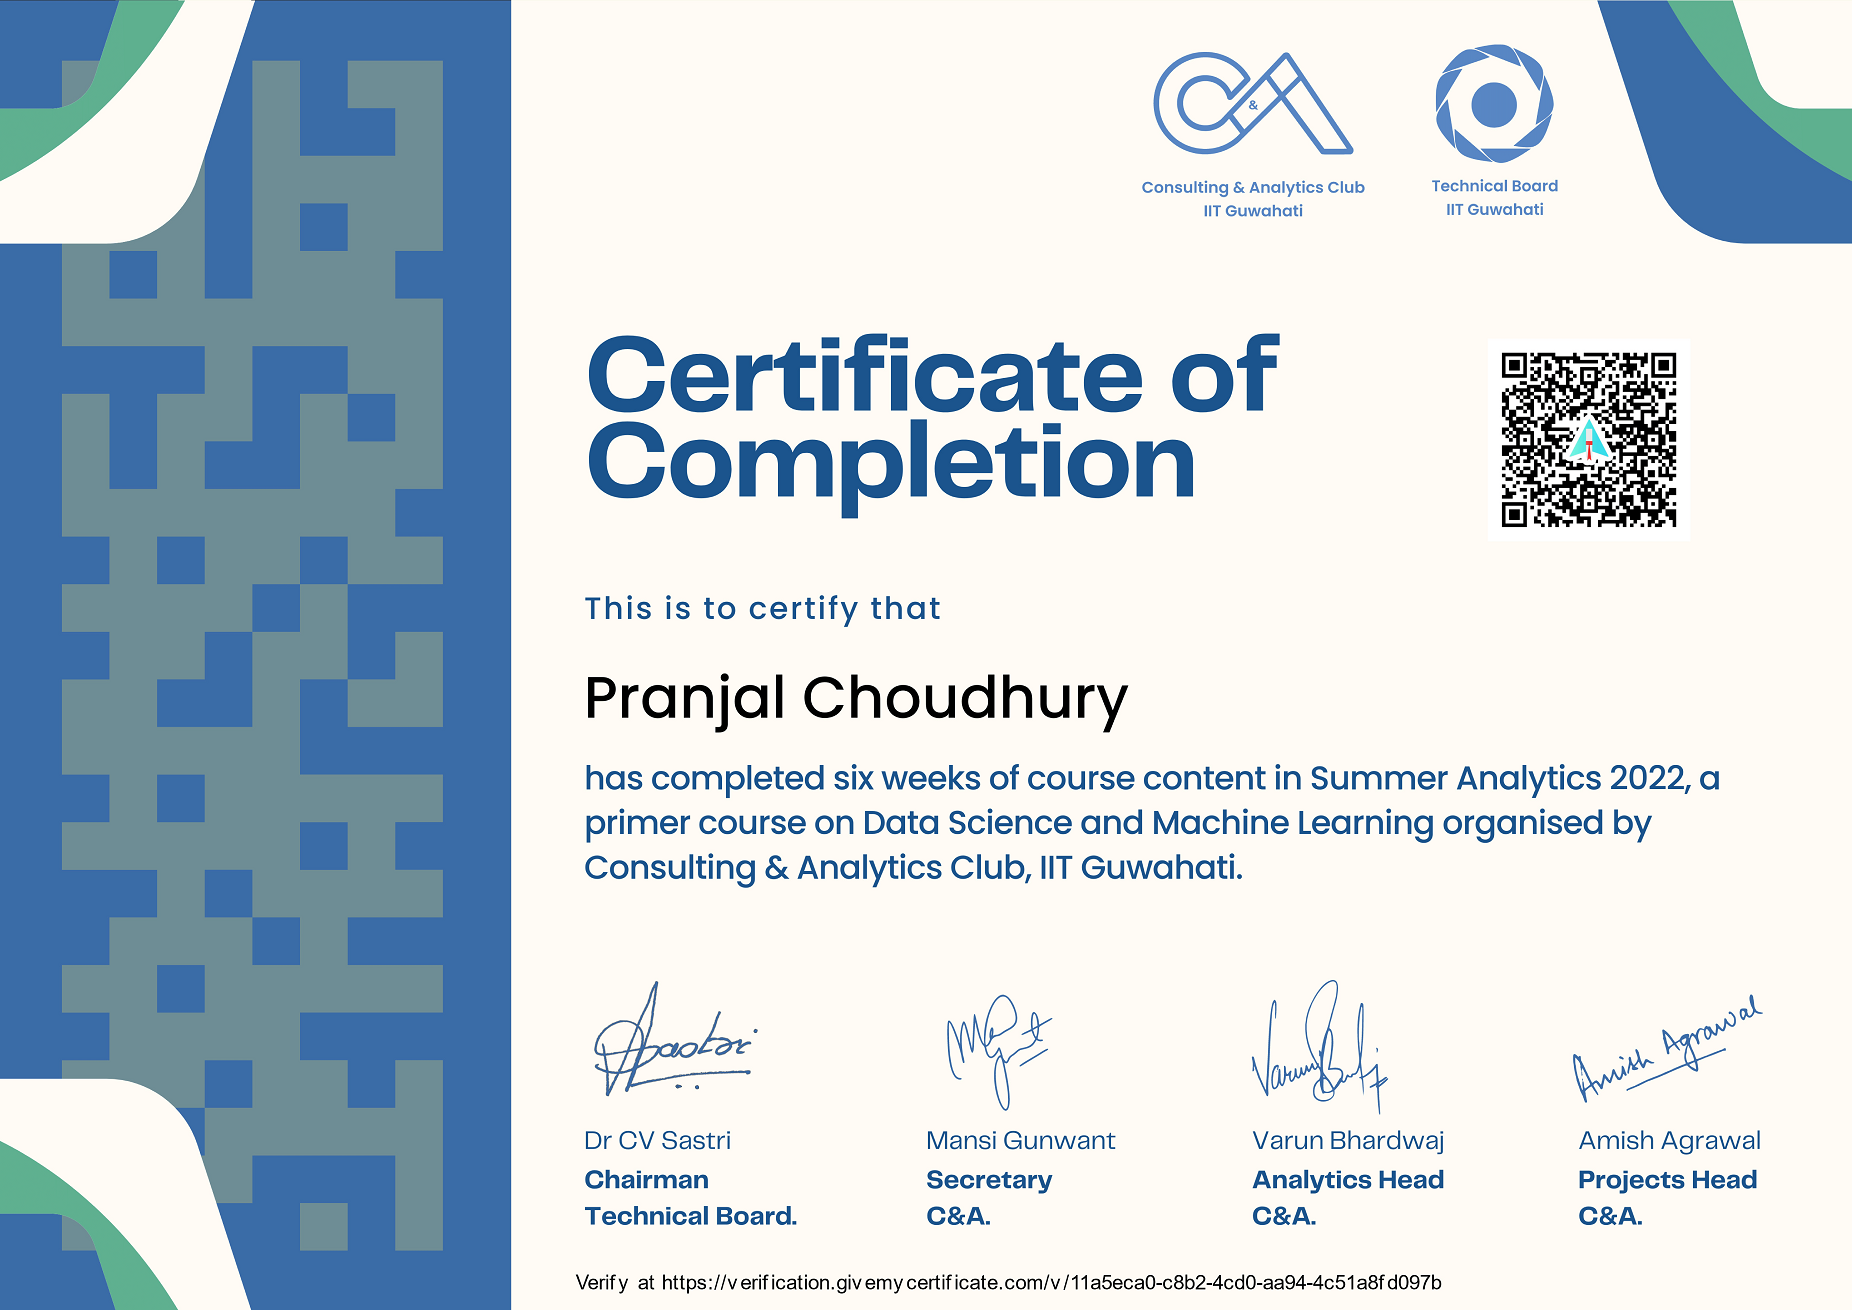 &
Consulting & Analytics Club
IIT Guwahati
Technical Board
IIT Guwahati
Certificate of
Completion
This is to certify that
Pranjal Choudhury
has completed six weeks of course content in Summer Analytics 2022, a
primer course on Data Science and Machine Learning organised by
Consulting & Analytics Club, IIT Guwahati.
Amish Agrawal
Dr CV Sastri
Chairman
Technical Board.
Mansi Gunwant
Secretary
C&A.
Varun Bhardwaj
Analytics Head
C&A.
Amish Agrawal
Projects Head
C&A.
Verify at https://verification.givemycertificate.com/v/11a5eca0-c8b2-4cd0-aa94-4c51a8fd097b